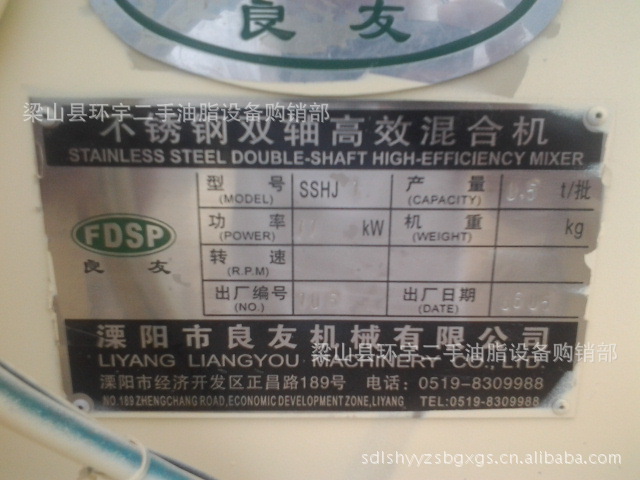 良友
梁山县环宇二手油脂设备购销部
不锈钢双轴高效混合机
STAINLESS STEEL DOUBLE-SHAFT HIGH-EFFICIENCY MIXER
型号 SSHJ 产量 0.5 t/批
(MODEL) (CAPACITY)
功率 kW 机重 kg
(POWER) (WEIGHT)
FDSP
良友
转速
(R.P.M)
出厂编号 出厂日期
(NO.) (DATE)
溧阳市良友机械有限公司
梁山县环宇二手油脂设备购销部
LIYANG LIANGYOU MACHINERY CO.,LTD.
溧阳市经济开发区正昌路189号 电话：0519-8309988
NO.189 ZHENGCHANG ROAD,ECONOMIC DEVELOPMENT ZONE,LIYANG TEL:0519-8309988
sdlshyyzsbgxgs.cn.alibaba.com